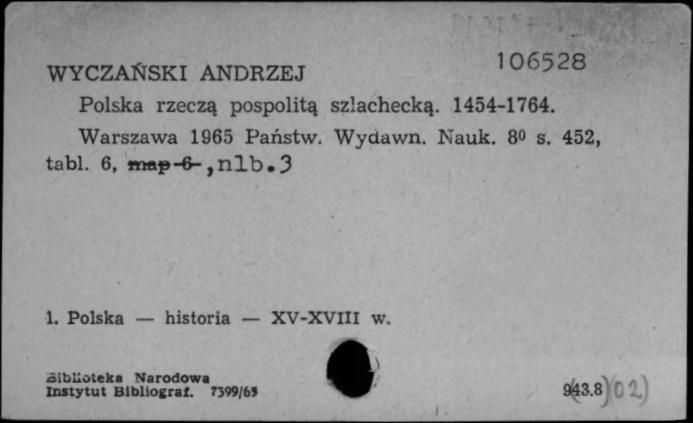 106528
WYCZAŃSKI ANDRZEJ
Polska rzeczą pospolitą szlachecką. 1454-1764.
Warszawa 1965 Państw. Wydawn. Nauk. 8⁰ s. 452,
tabl. 6, map 6 , nlb. 3
1. Polska — historia — XV-XVIII w.
Biblioteka Narodowa
Instytut Bibliograf. 7399/65
943.8)(02)